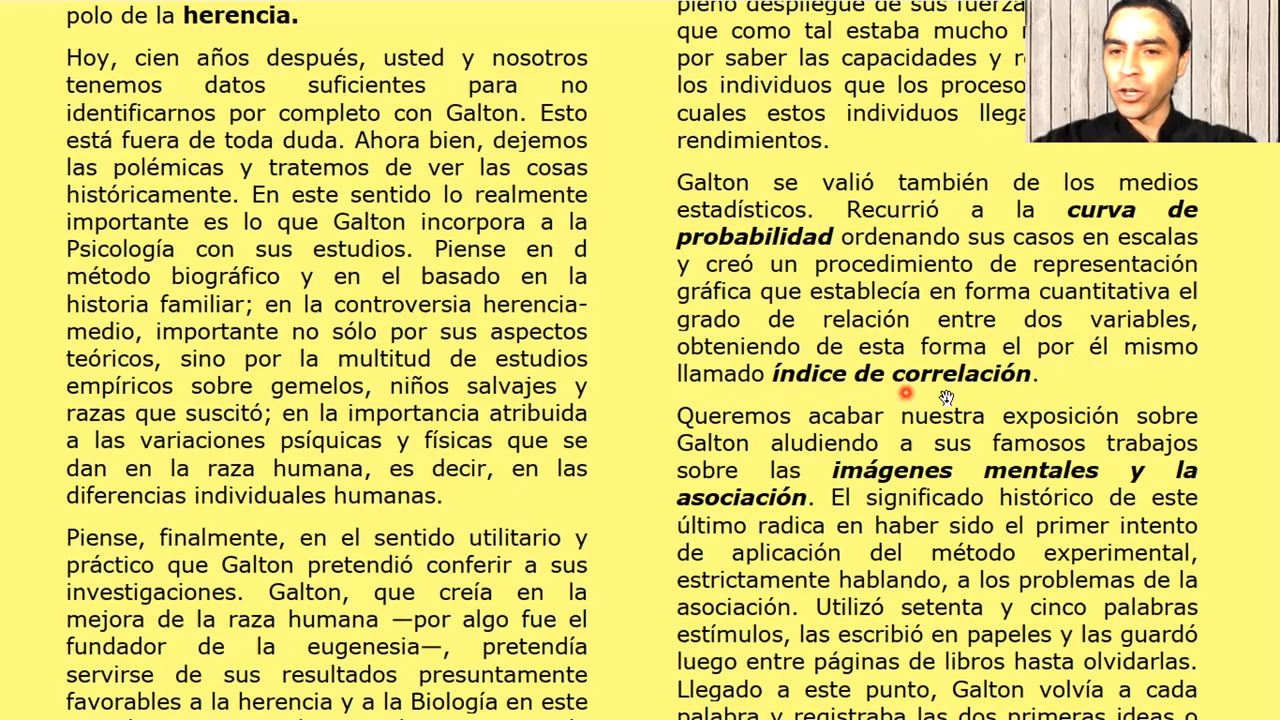 polo de la herencia.
Hoy, cien años después, usted y nosotros
tenemos datos suficientes para no
identificarnos por completo con Galton. Esto
está fuera de toda duda. Ahora bien, dejemos
las polémicas y tratemos de ver las cosas
históricamente. En este sentido lo realmente
importante es lo que Galton incorpora a la
Psicología con sus estudios. Piense en d
método biográfico y en el basado en la
historia familiar; en la controversia herencia-
medio, importante no sólo por sus aspectos
teóricos, sino por la multitud de estudios
empíricos sobre gemelos, niños salvajes y
razas que suscitó; en la importancia atribuida
a las variaciones psíquicas y físicas que se
dan en la raza humana, es decir, en las
diferencias individuales humanas.
Piense, finalmente, en el sentido utilitario y
práctico que Galton pretendió conferir a sus
investigaciones. Galton, que creía en la
mejora de la raza humana —por algo fue el
fundador de la eugenesia—, pretendía
servirse de sus resultados presuntamente
favorables a la herencia y a la Biología en este
pleno despliegue de sus
que como tal estaba mucho
por saber las capacidades y
los individuos que los
cuales estos individuos
rendimientos.
Galton se valió también de los medios
estadísticos. Recurrió a la curva de
probabilidad ordenando sus casos en escalas
y creó un procedimiento de representación
gráfica que establecía en forma cuantitativa el
grado de relación entre dos variables,
obteniendo de esta forma el por él mismo
llamado índice de correlación.
Queremos acabar nuestra exposición sobre
Galton aludiendo a sus famosos trabajos
sobre las imágenes mentales y la
asociación. El significado histórico de este
último radica en haber sido el primer intento
de aplicación del método experimental,
estrictamente hablando, a los problemas de la
asociación. Utilizó setenta y cinco palabras
estímulos, las escribió en papeles y las guardó
luego entre páginas de libros hasta olvidarlas.
Llegado a este punto, Galton volvía a cada
palabra y registraba las dos primeras ideas o